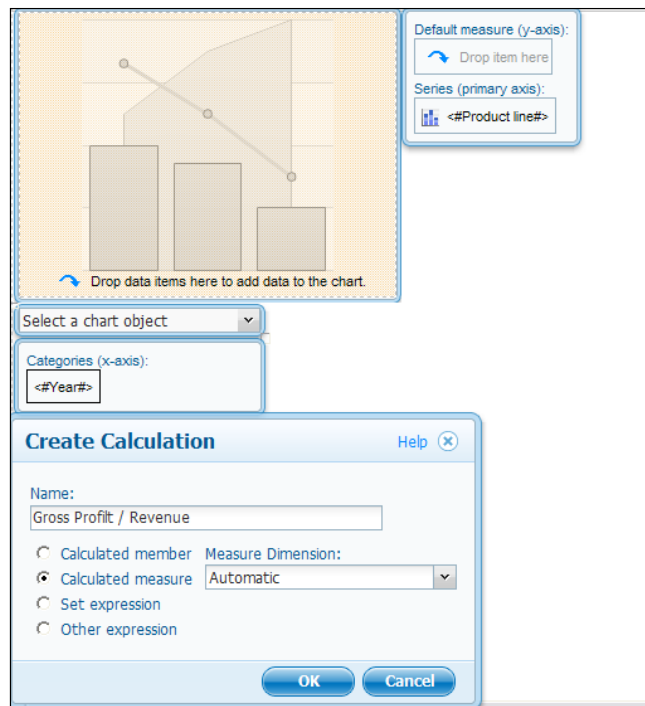 Default measure (y-axis):
Drop item here
Series (primary axis):
<#Product line#>
Drop data items here to add data to the chart.
Select a chart object
Categories (x-axis):
<#Year#>
Create Calculation
Help
Name:
Gross Profilt / Revenue
Calculated member
Measure Dimension:
Calculated measure
Automatic
Set expression
Other expression
OK
Cancel